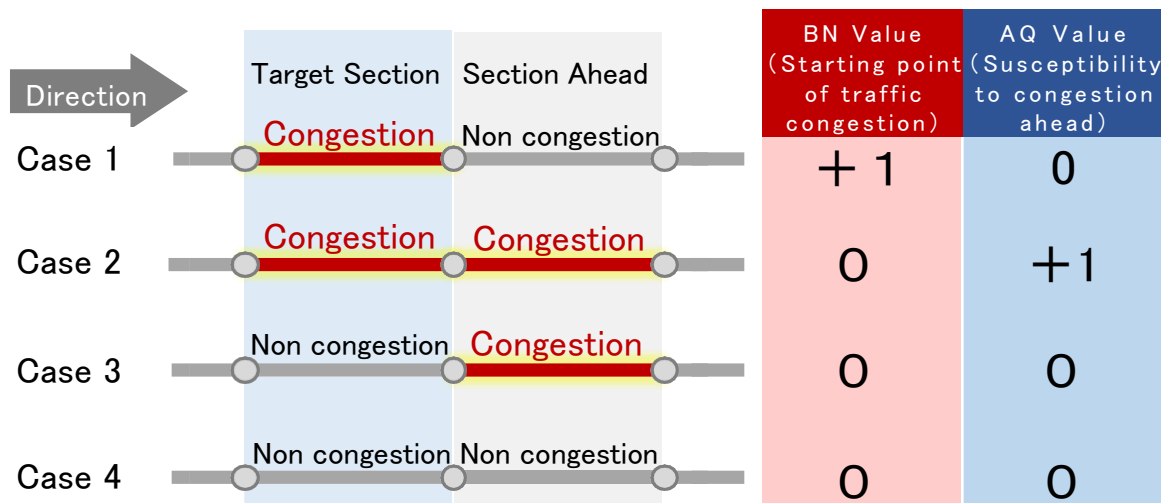 BN Value
(Starting point
of traffic
congestion)
AQ Value
(Susceptibility
to congestion
ahead)
Direction
Target Section
Section Ahead
Case 1
Congestion
Non congestion
+1
0
Case 2
Congestion
Congestion
0
+1
Case 3
Non congestion
Congestion
0
0
Case 4
Non congestion
Non congestion
0
0